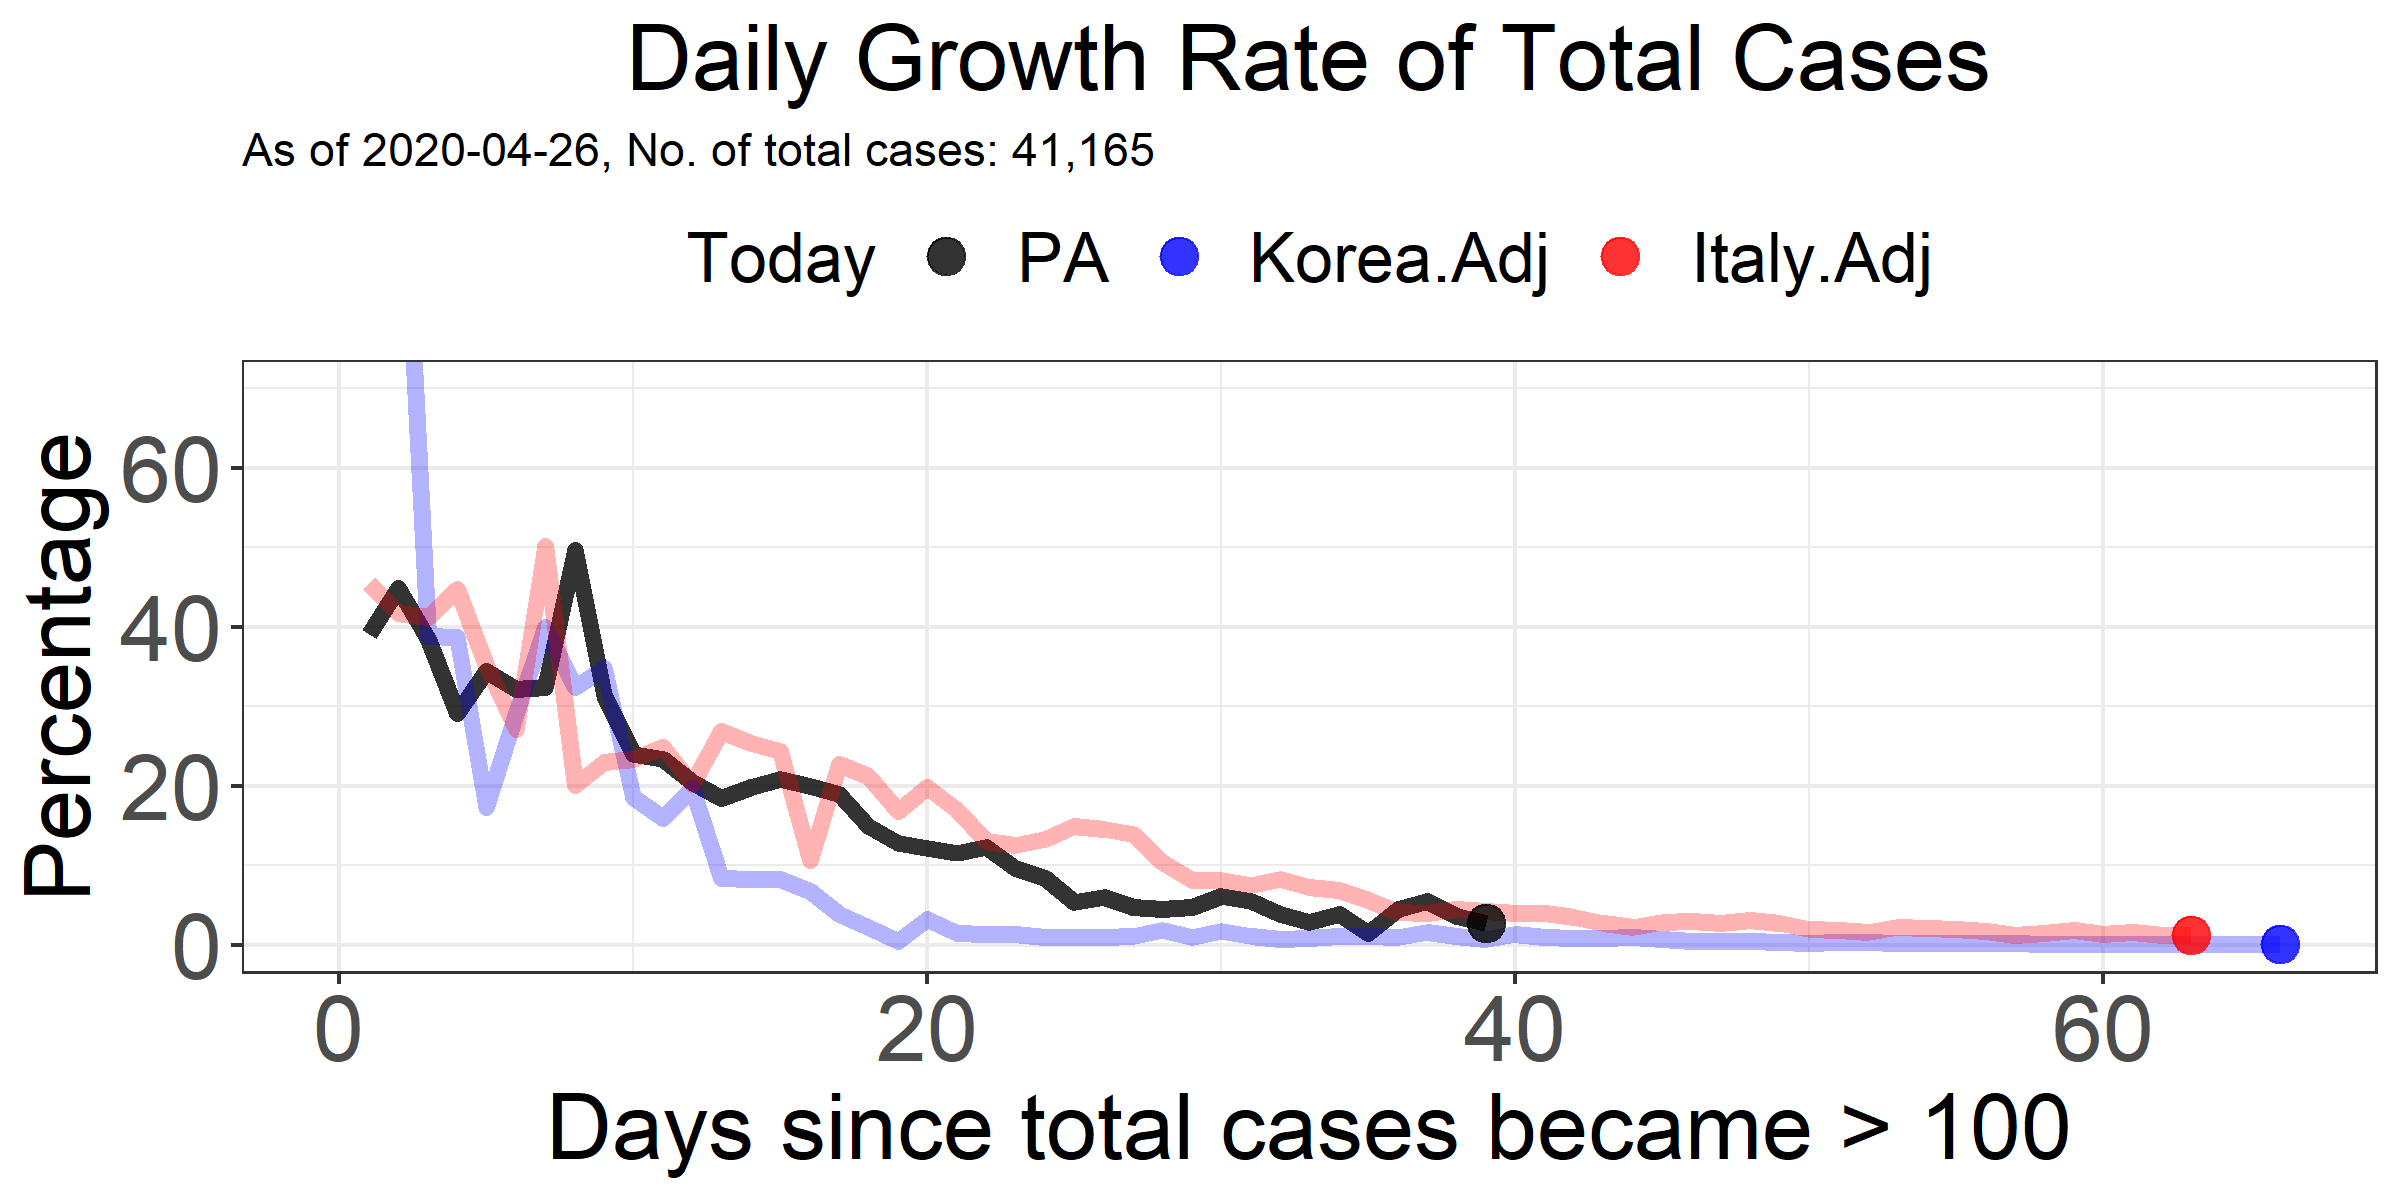 Daily Growth Rate of Total Cases
As of 2020-04-26, No. of total cases: 41,165
Today PA Korea.Adj Italy.Adj
Percentage
60
40
20
0
0 20 40 60
Days since total cases became > 100